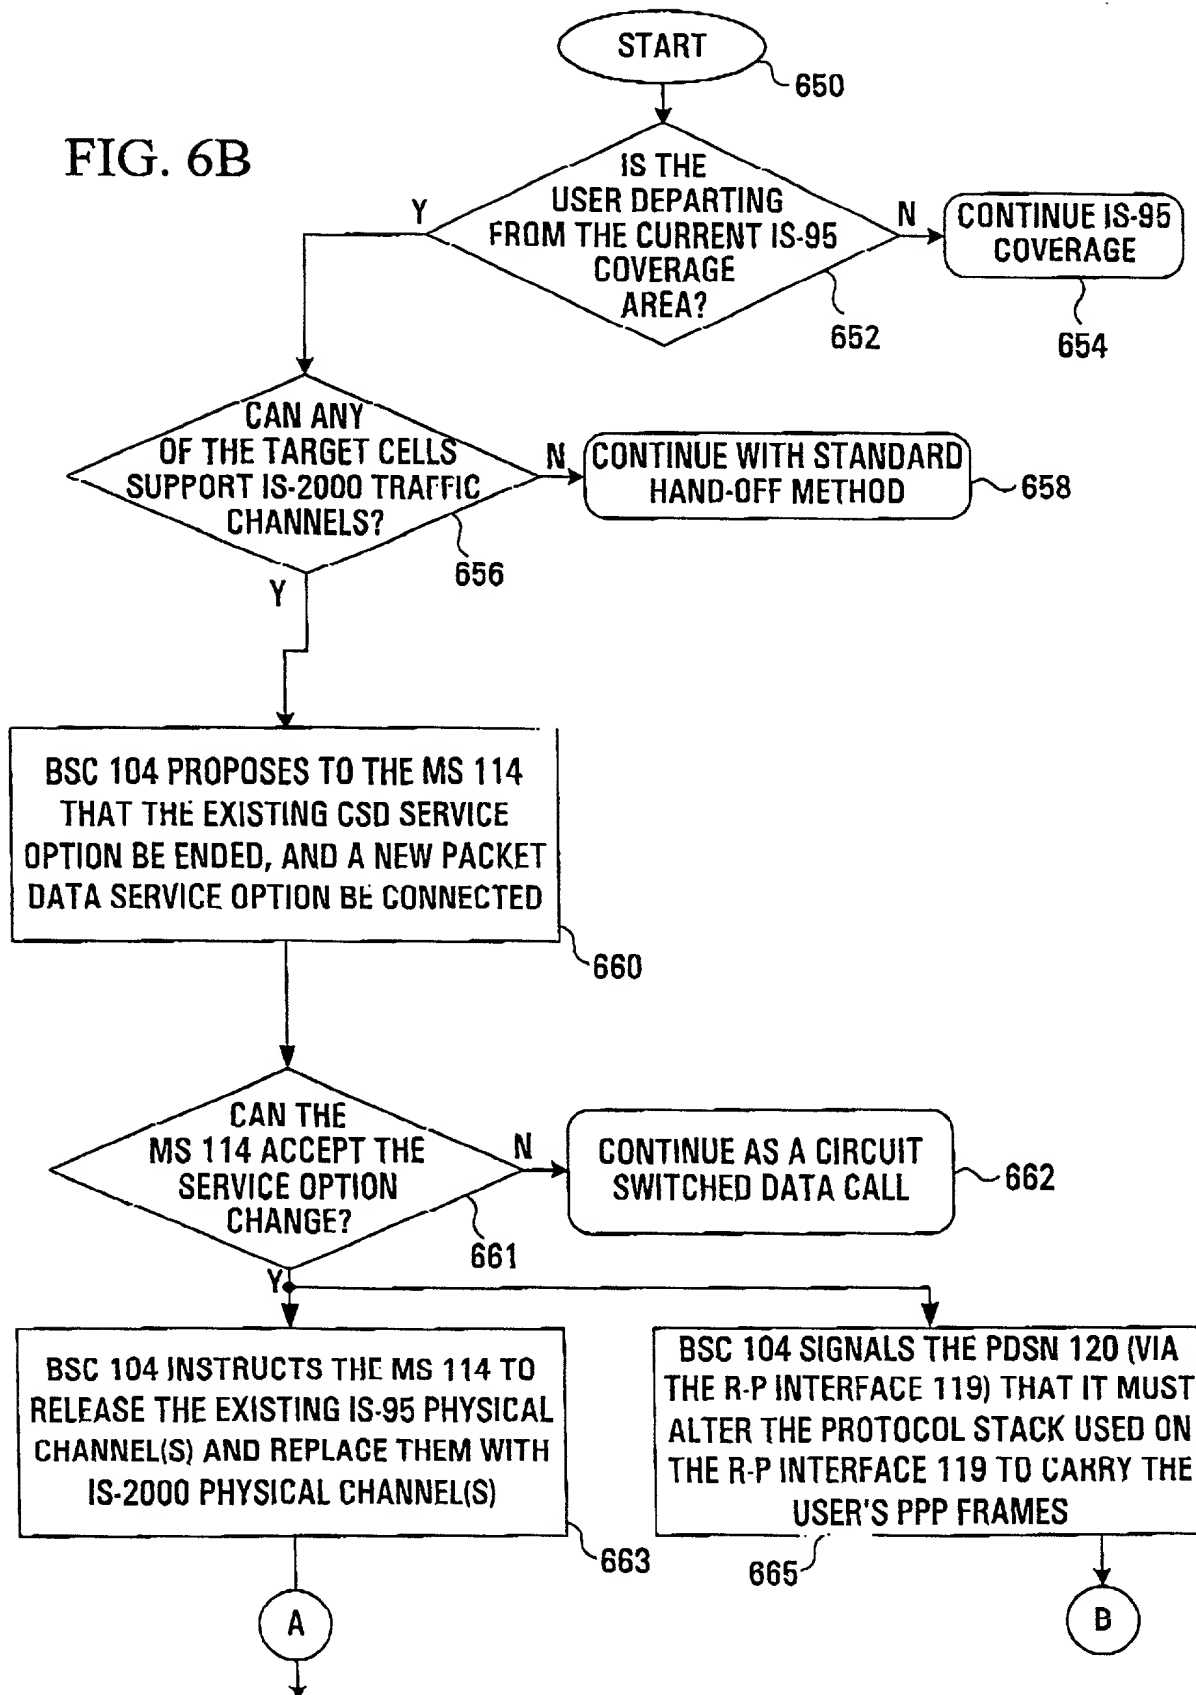 START
650
FIG. 6B
IS THE
USER DEPARTING
FROM THE CURRENT IS-95
COVERAGE
AREA?
Y
N
652
CONTINUE IS-95
COVERAGE
654
CAN ANY
OF THE TARGET CELLS
SUPPORT IS-2000 TRAFFIC
CHANNELS?
N
656
Y
CONTINUE WITH STANDARD
HAND-OFF METHOD
658
BSC 104 PROPOSES TO THE MS 114
THAT THE EXISTING CSD SERVICE
OPTION BE ENDED, AND A NEW PACKET
DATA SERVICE OPTION BE CONNECTED
660
CAN THE
MS 114 ACCEPT THE
SERVICE OPTION
CHANGE?
N
661
Y
CONTINUE AS A CIRCUIT
SWITCHED DATA CALL
662
BSC 104 INSTRUCTS THE MS 114 TO
RELEASE THE EXISTING IS-95 PHYSICAL
CHANNEL(S) AND REPLACE THEM WITH
IS-2000 PHYSICAL CHANNEL(S)
663
BSC 104 SIGNALS THE PDSN 120 (VIA
THE R-P INTERFACE 119) THAT IT MUST
ALTER THE PROTOCOL STACK USED ON
THE R-P INTERFACE 119 TO CARRY THE
USER'S PPP FRAMES
665
A
B